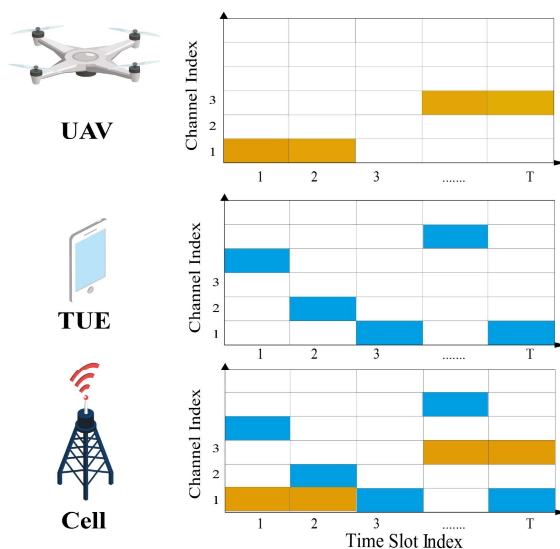 UAV
Channel Index
3
2
1
1 2 3 ....... T
TUE
Channel Index
3
2
1
1 2 3 ....... T
Cell
Channel Index
3
2
1
1 2 3 ....... T
Time Slot Index